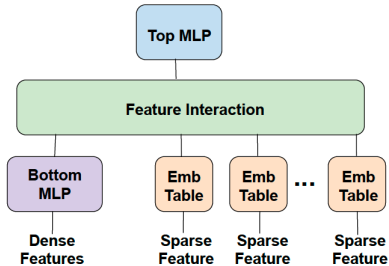 Top MLP
Feature Interaction
Bottom
MLP
Emb
Table
Emb
Table
...
Emb
Table
Dense
Features
Sparse
Feature
Sparse
Feature
Sparse
Feature